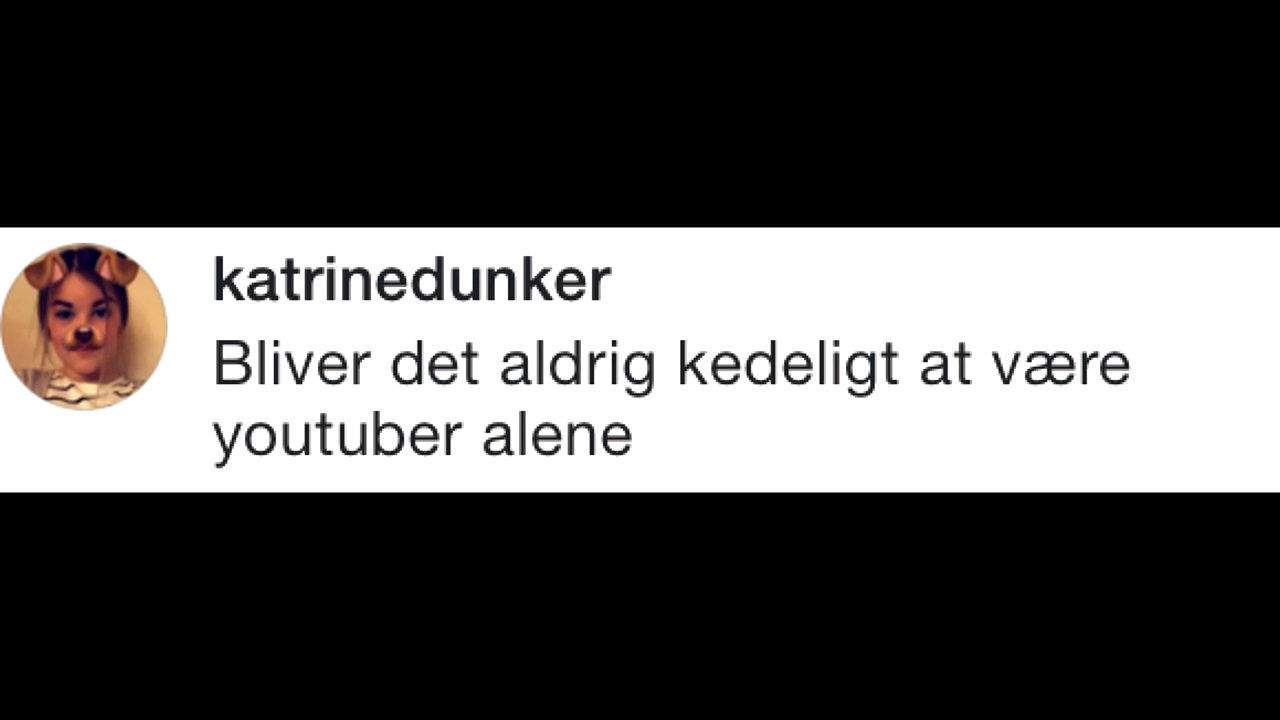 katrinedunker
Bliver det aldrig kedeligt at være
youtuber alene